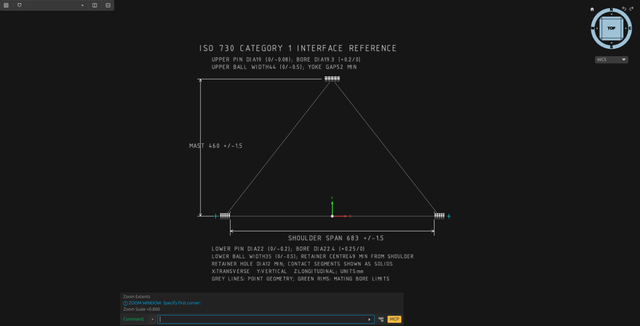 TOP
WCS
ISO 730 CATEGORY 1 INTERFACE REFERENCE
UPPER PIN DIA19 (0/-0.08); BORE DIA19.3 (+0.2/0)
UPPER BALL WIDTH44 (0/-0.5); YOKE GAP52 MIN
MAST 460 +/-1.5
SHOULDER SPAN 683 +/-1.5
LOWER PIN DIA22 (0/-0.2); BORE DIA22.4 (+0.25/0)
LOWER BALL WIDTH35 (0/-0.5); RETAINER CENTRE49 MIN FROM SHOULDER
RETAINER HOLE DIA12 MIN; CONTACT SEGMENTS SHOWN AS SOLIDS
X:TRANSVERSE Y:VERTICAL Z:LONGITUDINAL; UNITS:mm
GREY LINES: POINT GEOMETRY; GREEN RIMS: MATING BORE LIMITS
Zoom Extents
ZOOM WINDOW Specify first corner:
Zoom Scale =0.800
Command:
MCP